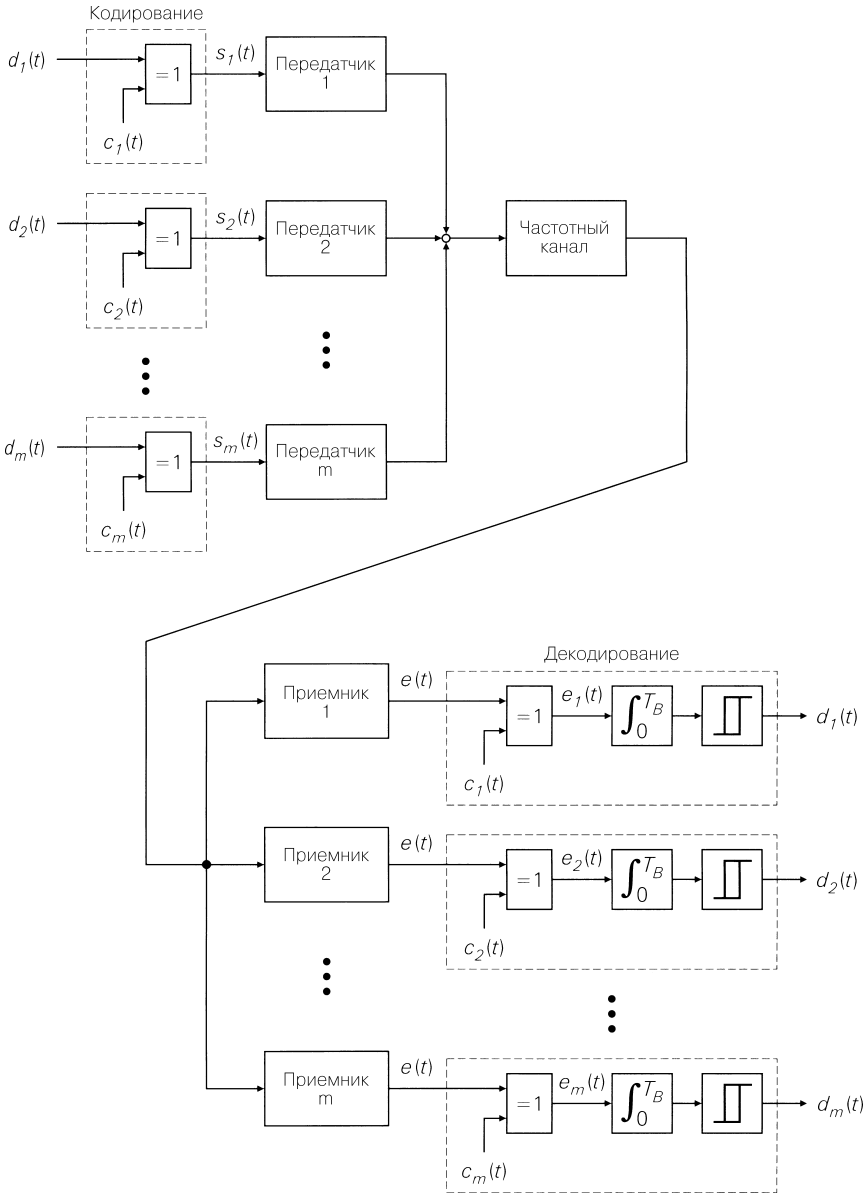 Кодирование
d1(t)
=1
s1(t)
Передатчик
1
c1(t)
d2(t)
=1
s2(t)
Передатчик
2
Частотный
канал
c2(t)
dm(t)
=1
sm(t)
Передатчик
m
cm(t)
Декодирование
Приемник
1
e(t)
=1
e1(t)
∫0TB
d1(t)
c1(t)
Приемник
2
e(t)
=1
e2(t)
∫0TB
d2(t)
c2(t)
Приемник
m
e(t)
=1
em(t)
∫0TB
dm(t)
cm(t)